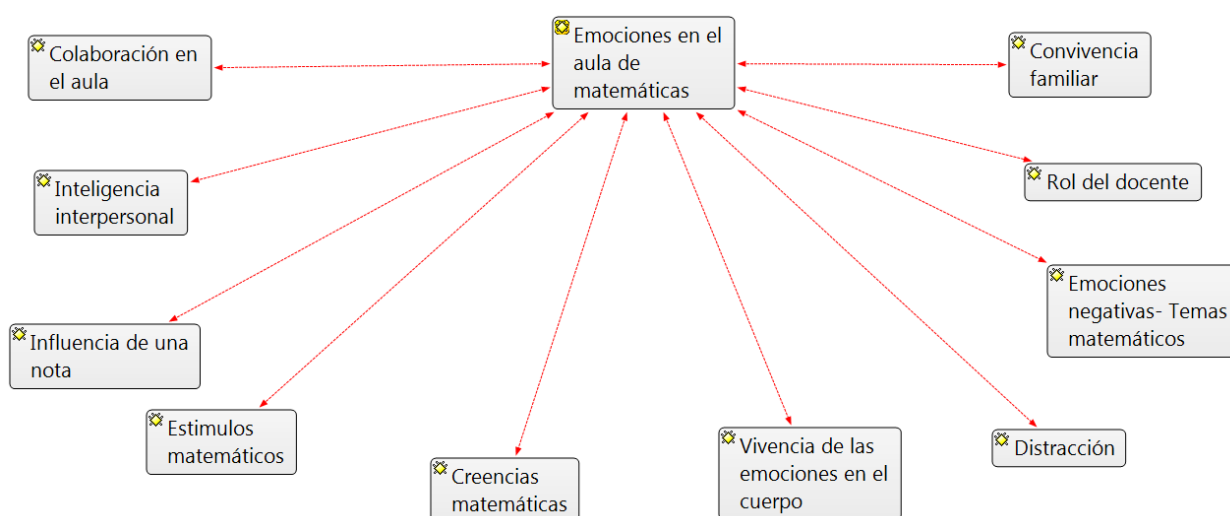 Emociones en el
aula de
matemáticas
Colaboración en
el aula
Convivencia
familiar
Inteligencia
interpersonal
Rol del docente
Emociones
negativas- Temas
matemáticos
Influencia de una
nota
Estimulos
matemáticos
Creencias
matemáticas
Vivencia de las
emociones en el
cuerpo
Distracción